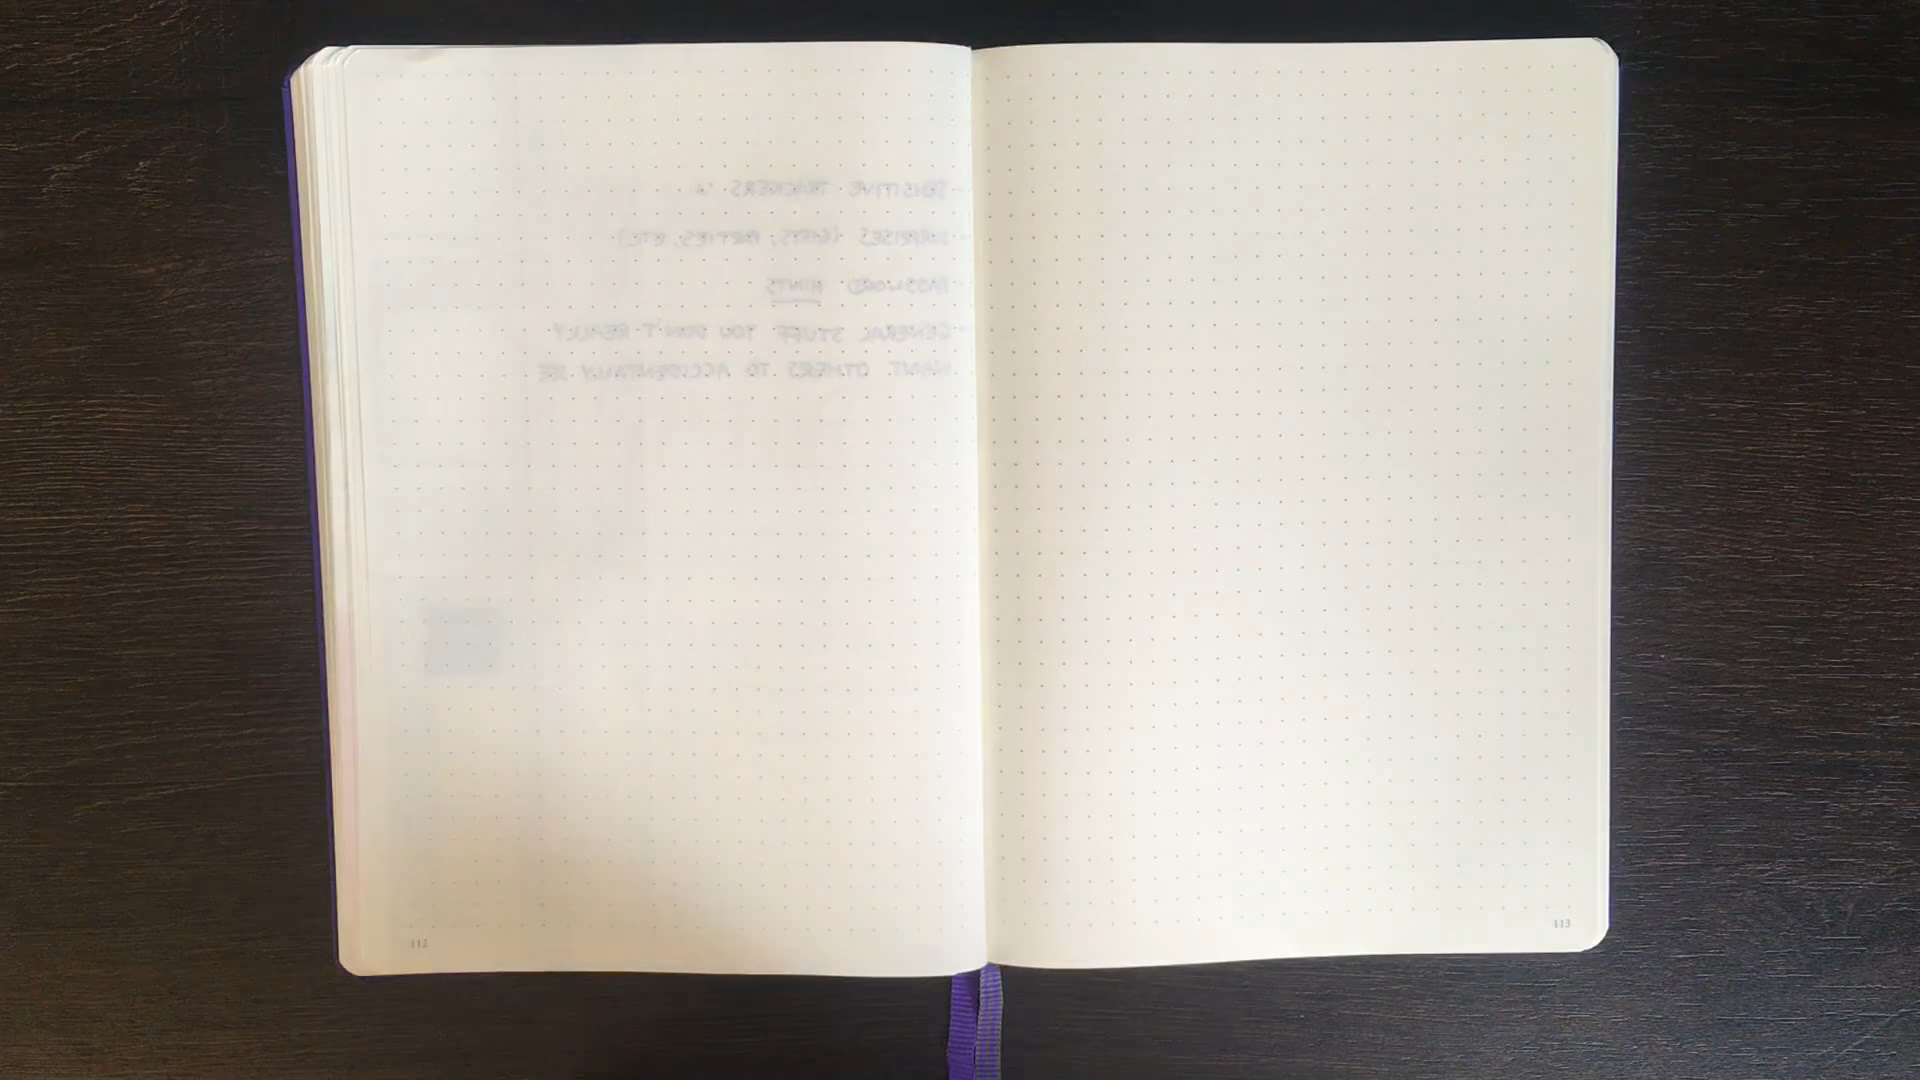 - SENSITIVE TRACKERS
- SURPRISES (GIFTS, PARTIES, ETC)
- PASSWORD HINTS
- GENERAL STUFF YOU DON'T REALLY
WANT OTHERS TO ACCIDENTALLY SEE
112
113